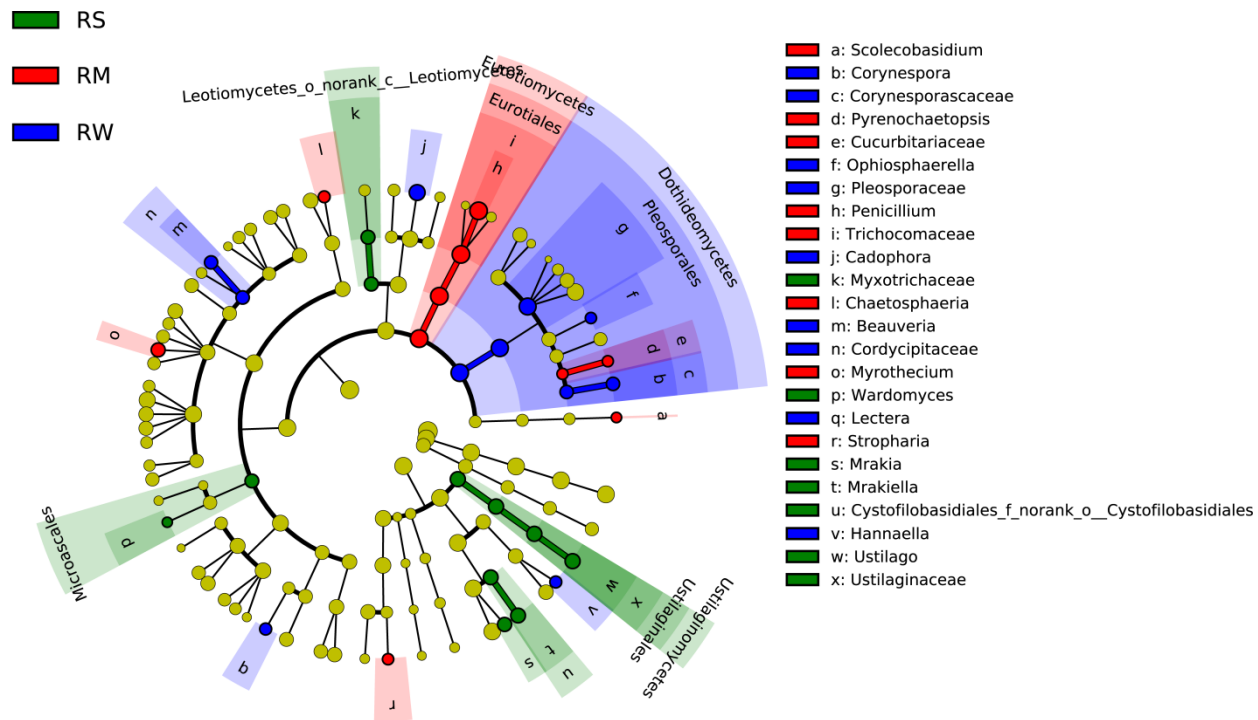 RS
RM
RW
Leotiomycetes_o_norank_c__Leotiomycetes
Eurotiomycetes
Eurotiales
Dothideomycetes
Pleosporales
k
l
j
i
h
n
m
g
f
e
d
c
b
a
o
Microascales
p
q
r
s
t
u
v
w
x
Ustilaginales
Ustilaginomycetes
a: Scolecobasidium
b: Corynespora
c: Corynesporascaceae
d: Pyrenochaetopsis
e: Cucurbitariaceae
f: Ophiosphaerella
g: Pleosporaceae
h: Penicillium
i: Trichocomaceae
j: Cadophora
k: Myxotrichaceae
l: Chaetosphaeria
m: Beauveria
n: Cordycipitaceae
o: Myrothecium
p: Wardomyces
q: Lectera
r: Stropharia
s: Mrakia
t: Mrakiella
u: Cystofilobasidiales_f_norank_o__Cystofilobasidiales
v: Hannaella
w: Ustilago
x: Ustilaginaceae